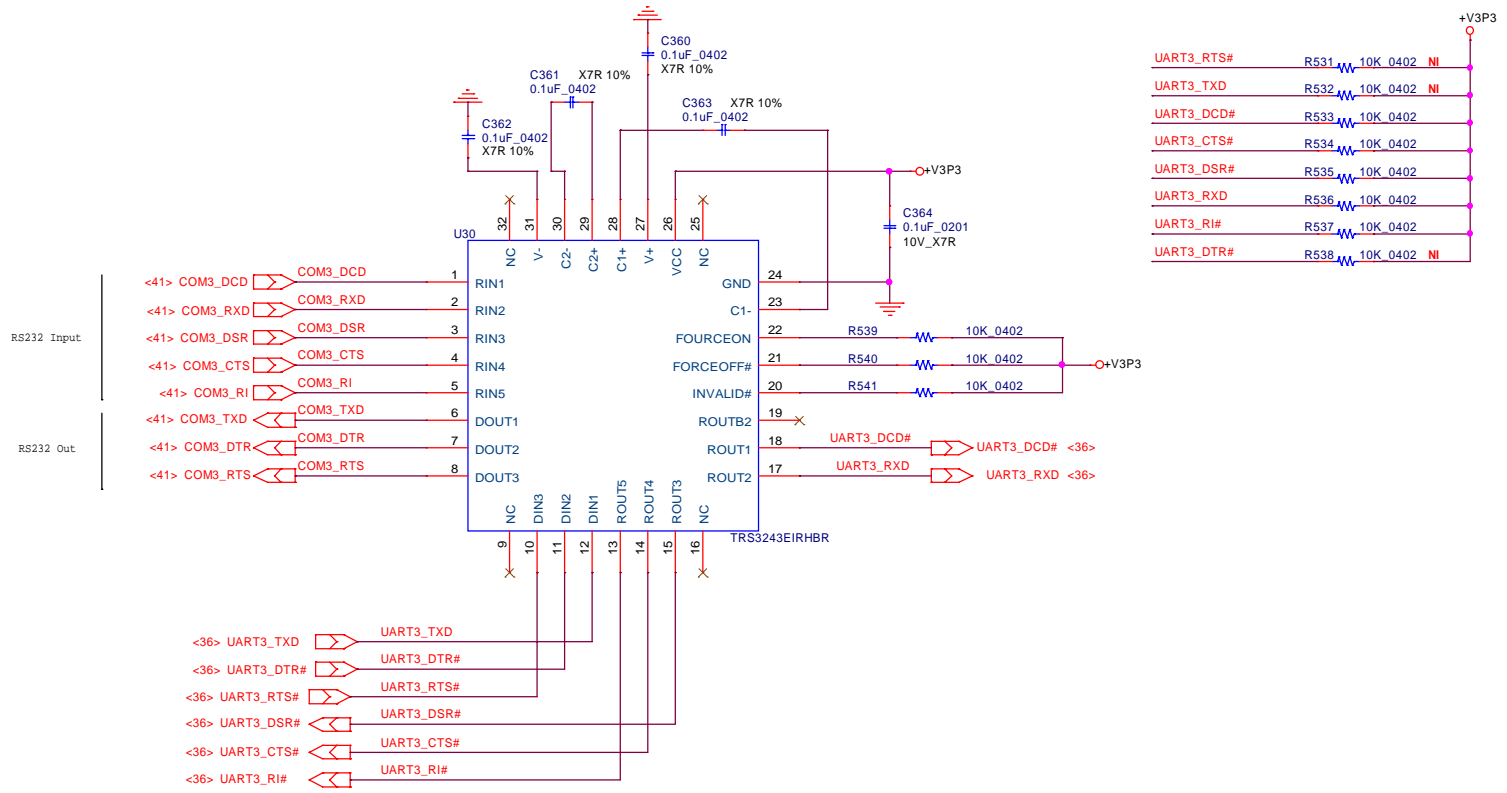 C360
0.1uF_0402
X7R 10%
C361
0.1uF_0402
X7R 10%
C363
0.1uF_0402
X7R 10%
C362
0.1uF_0402
X7R 10%
+V3P3
C364
0.1uF_0201
10V_X7R
+V3P3
UART3_RTS# R531 10K_0402 NI
UART3_TXD R532 10K_0402 NI
UART3_DCD# R533 10K_0402
UART3_CTS# R534 10K_0402
UART3_DSR# R535 10K_0402
UART3_RXD R536 10K_0402
UART3_RI# R537 10K_0402
UART3_DTR# R538 10K_0402 NI
U30
32 31 30 29 28 27 26 25
NC V- C2- C2+ C1+ V+ VCC NC
RS232 Input
<41> COM3_DCD COM3_DCD 1 RIN1
<41> COM3_RXD COM3_RXD 2 RIN2
<41> COM3_DSR COM3_DSR 3 RIN3
<41> COM3_CTS COM3_CTS 4 RIN4
<41> COM3_RI COM3_RI 5 RIN5
RS232 Out
<41> COM3_TXD COM3_TXD 6 DOUT1
<41> COM3_DTR COM3_DTR 7 DOUT2
<41> COM3_RTS COM3_RTS 8 DOUT3
GND 24
C1- 23
FOURCEON 22 R539 10K_0402
FORCEOFF# 21 R540 10K_0402 +V3P3
INVALID# 20 R541 10K_0402
ROUTB2 19
ROUT1 18 UART3_DCD# UART3_DCD# <36>
ROUT2 17 UART3_RXD UART3_RXD <36>
NC DIN3 DIN2 DIN1 ROUT5 ROUT4 ROUT3 NC
9 10 11 12 13 14 15 16
TRS3243EIRHBR
<36> UART3_TXD UART3_TXD
<36> UART3_DTR# UART3_DTR#
<36> UART3_RTS# UART3_RTS#
<36> UART3_DSR# UART3_DSR#
<36> UART3_CTS# UART3_CTS#
<36> UART3_RI# UART3_RI#